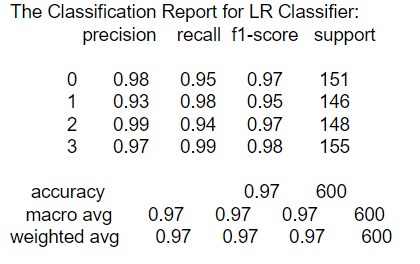 The Classification Report for LR Classifier:
precision recall f1-score support
0 0.98 0.95 0.97 151
1 0.93 0.98 0.95 146
2 0.99 0.94 0.97 148
3 0.97 0.99 0.98 155
accuracy 0.97 600
macro avg 0.97 0.97 0.97 600
weighted avg 0.97 0.97 0.97 600